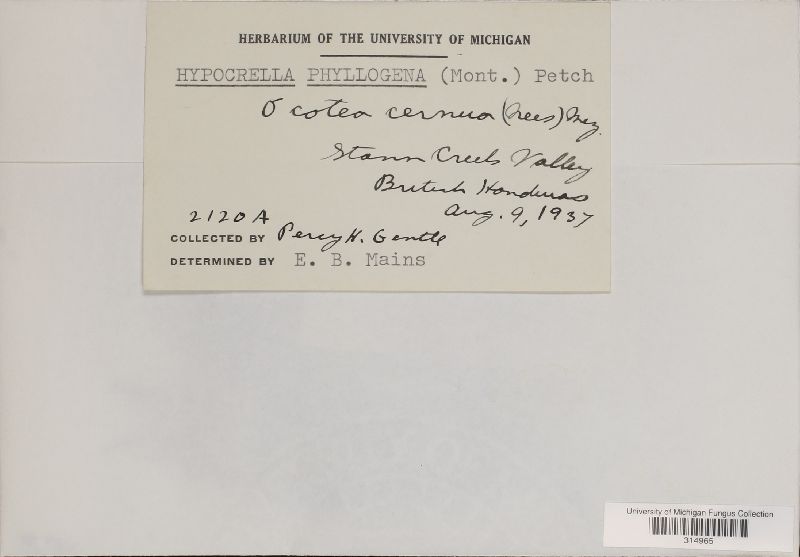 HERBARIUM OF THE UNIVERSITY OF MICHIGAN
HYPOCRELLA PHYLLOGENA (Mont.) Petch
Ocotea cernua (Nees) Mez.
Stann Creek Valley
British Honduras
Aug. 9, 1937
2120A
COLLECTED BY Percy H. Gentle
DETERMINED BY E. B. Mains
University of Michigan Fungus Collection
314965